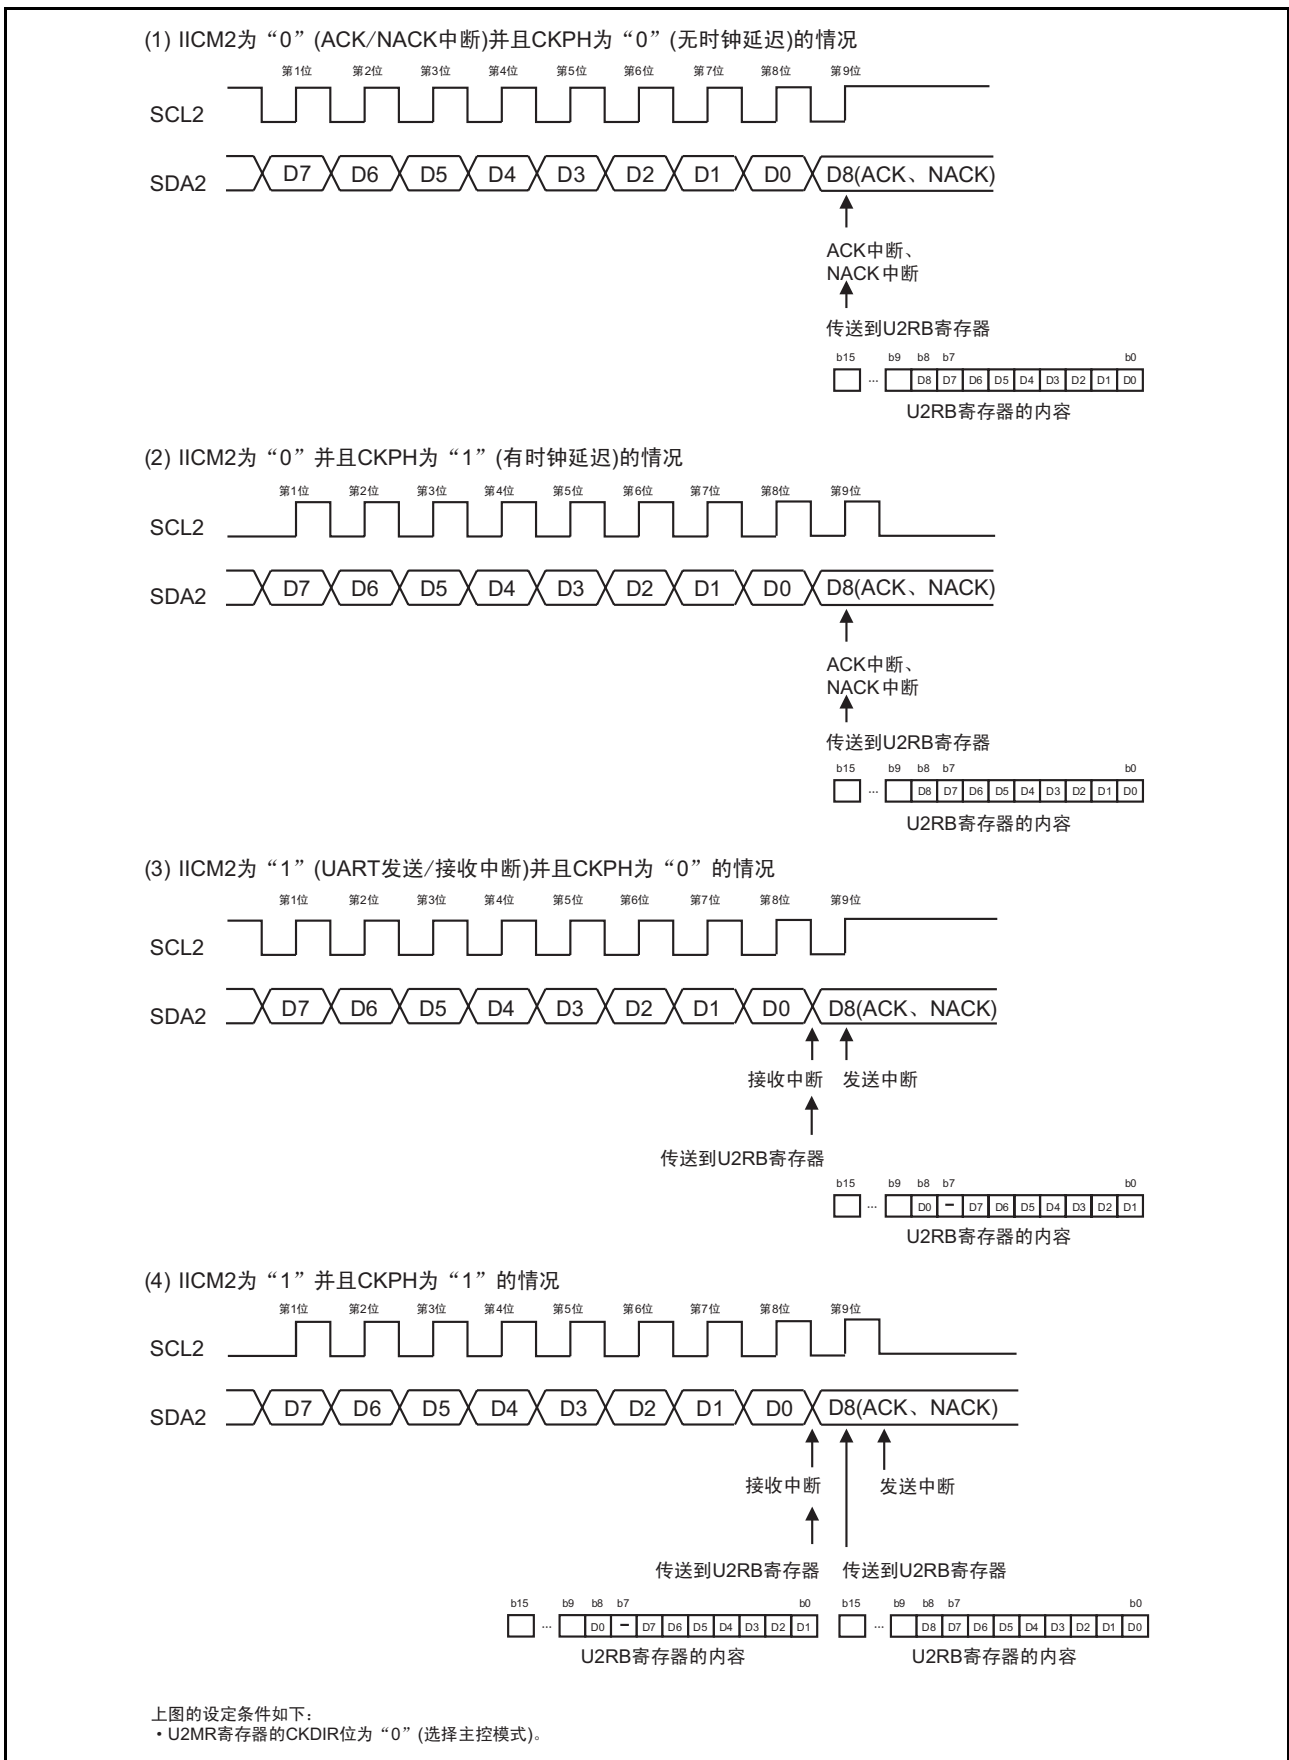 (1) IICM2为“0”(ACK/NACK中断)并且CKPH为“0”(无时钟延迟)的情况
第1位 第2位 第3位 第4位 第5位 第6位 第7位 第8位 第9位
SCL2
SDA2 D7 D6 D5 D4 D3 D2 D1 D0 D8(ACK、NACK)
ACK中断、
NACK中断
传送到U2RB寄存器
b15 b9 b8 b7 b0
... D8 D7 D6 D5 D4 D3 D2 D1 D0
U2RB寄存器的内容
(2) IICM2为“0”并且CKPH为“1”(有时钟延迟)的情况
第1位 第2位 第3位 第4位 第5位 第6位 第7位 第8位 第9位
SCL2
SDA2 D7 D6 D5 D4 D3 D2 D1 D0 D8(ACK、NACK)
ACK中断、
NACK中断
传送到U2RB寄存器
b15 b9 b8 b7 b0
... D8 D7 D6 D5 D4 D3 D2 D1 D0
U2RB寄存器的内容
(3) IICM2为“1”(UART发送/接收中断)并且CKPH为“0”的情况
第1位 第2位 第3位 第4位 第5位 第6位 第7位 第8位 第9位
SCL2
SDA2 D7 D6 D5 D4 D3 D2 D1 D0 D8(ACK、NACK)
接收中断 发送中断
传送到U2RB寄存器
b15 b9 b8 b7 b0
... D0 - D7 D6 D5 D4 D3 D2 D1
U2RB寄存器的内容
(4) IICM2为“1”并且CKPH为“1”的情况
第1位 第2位 第3位 第4位 第5位 第6位 第7位 第8位 第9位
SCL2
SDA2 D7 D6 D5 D4 D3 D2 D1 D0 D8(ACK、NACK)
接收中断 发送中断
传送到U2RB寄存器 传送到U2RB寄存器
b15 b9 b8 b7 b0 b15 b9 b8 b7 b0
... D0 - D7 D6 D5 D4 D3 D2 D1 ... D8 D7 D6 D5 D4 D3 D2 D1 D0
U2RB寄存器的内容 U2RB寄存器的内容
上图的设定条件如下：
•U2MR寄存器的CKDIR位为“0”(选择主控模式)。